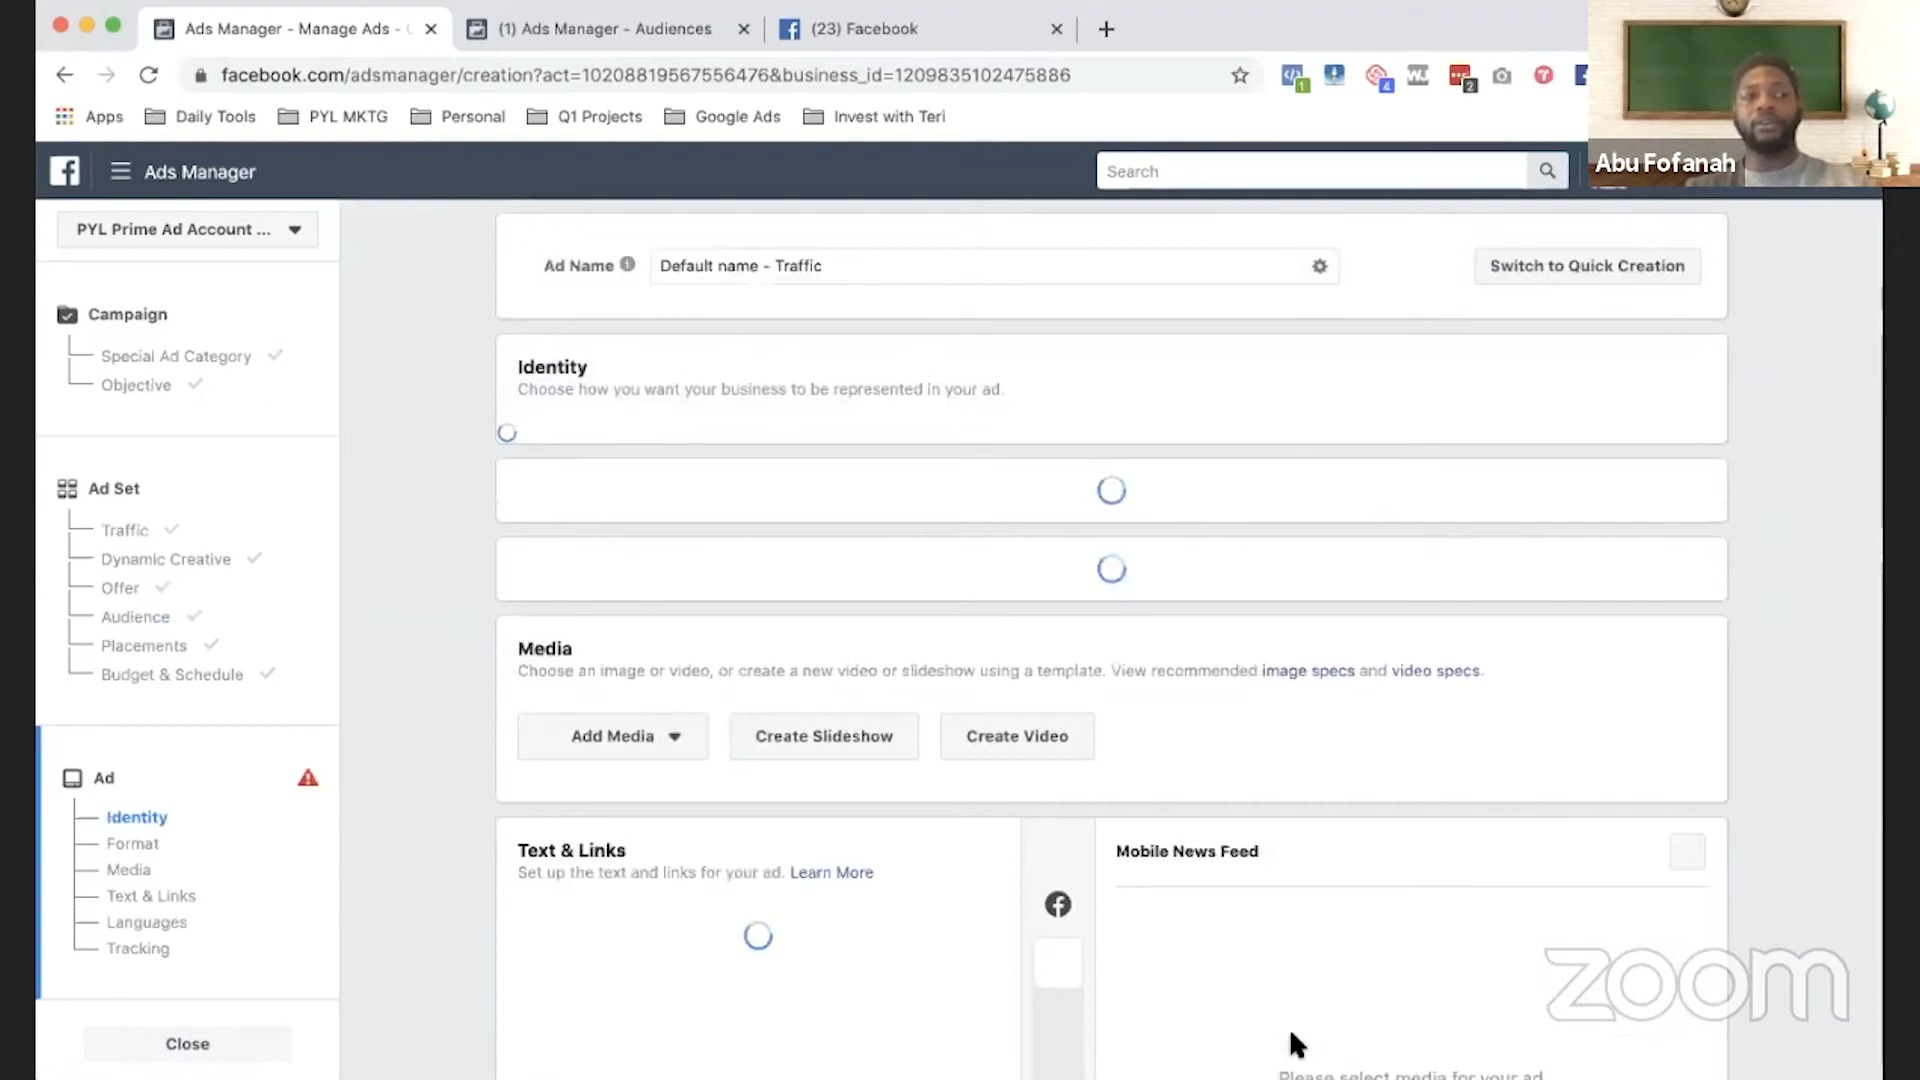 Ads Manager - Manage Ads -
(1) Ads Manager - Audiences
(23) Facebook
facebook.com/adsmanager/creation?act=10208819567556476&business_id=1209835102475886
1
4
2
Apps
Daily Tools
PYL MKTG
Personal
Q1 Projects
Google Ads
Invest with Teri
Abu Fofanah
Ads Manager
Search
PYL Prime Ad Account ...
Ad Name
Default name - Traffic
Switch to Quick Creation
Campaign
Special Ad Category
Objective
Identity
Choose how you want your business to be represented in your ad.
Ad Set
Traffic
Dynamic Creative
Offer
Audience
Placements
Budget & Schedule
Media
Choose an image or video, or create a new video or slideshow using a template. View recommended image specs and video specs.
Add Media
Create Slideshow
Create Video
Ad
Identity
Format
Media
Text & Links
Languages
Tracking
Close
Text & Links
Set up the text and links for your ad. Learn More
Mobile News Feed
Please select media for your ad
zoom